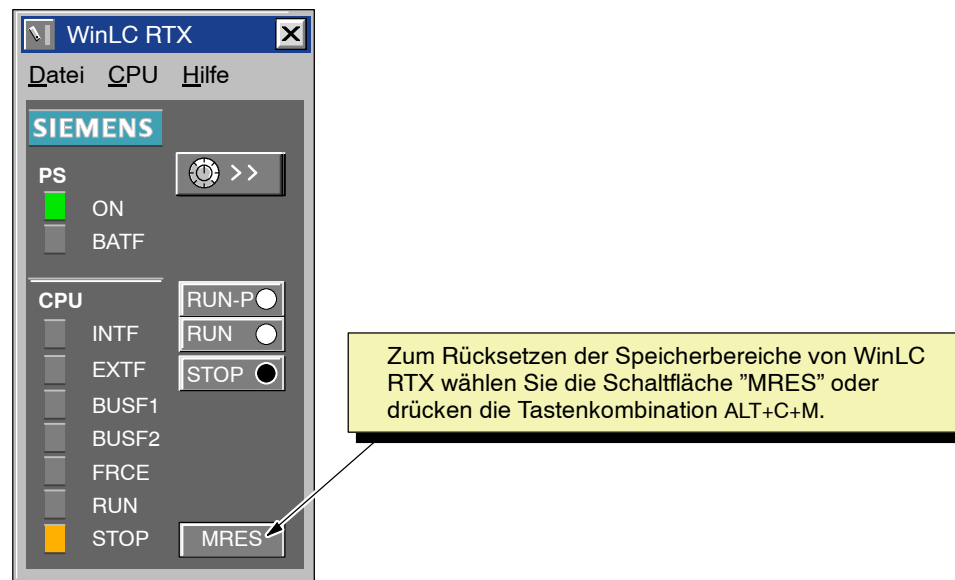 WinLC RTX
Datei CPU Hilfe
SIEMENS
PS
>>
ON
BATF
CPU
RUN-P
INTF
RUN
EXTF
STOP
BUSF1
BUSF2
FRCE
RUN
STOP
MRES
Zum Rücksetzen der Speicherbereiche von WinLC
RTX wählen Sie die Schaltfläche ”MRES” oder
drücken die Tastenkombination ALT+C+M.